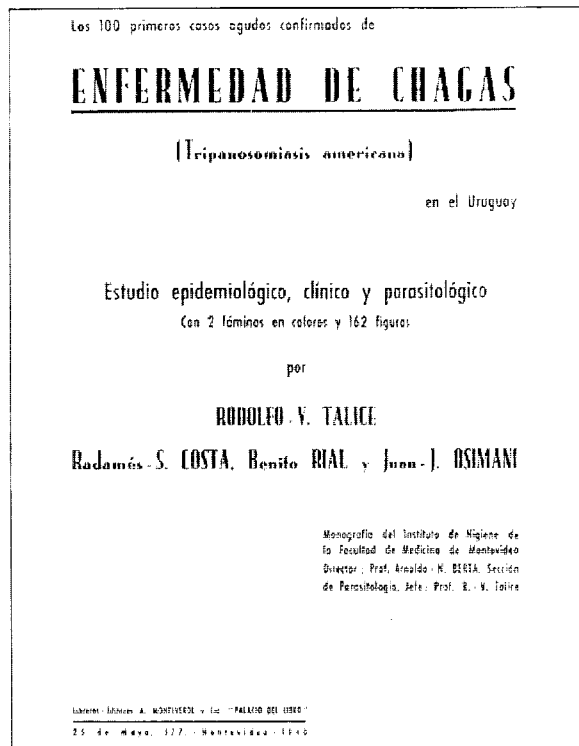 Los 100 primeros casos agudos confirmados de
ENFERMEDAD DE CHAGAS
(Tripanosomiasis americana)
en el Uruguay
Estudio epidemiológico, clínico y parasitológico
Con 2 láminas en colores y 162 figuras
por
RODOLFO - V. TALICE
Radamés - S. COSTA, Benito RIAL y Juan - J. OSIMANI
Monografía del Instituto de Higiene de
la Facultad de Medicina de Montevideo
Director : Prof. Arnoldo - N. BERTA. Sección
de Parasitología. Jefe : Prof. R. - V. Talice
Libreros - Editores A. MONTEVERDE y Cía. "PALACIO DEL LIBRO"
25 de Mayo, 577. - Montevideo - 1940